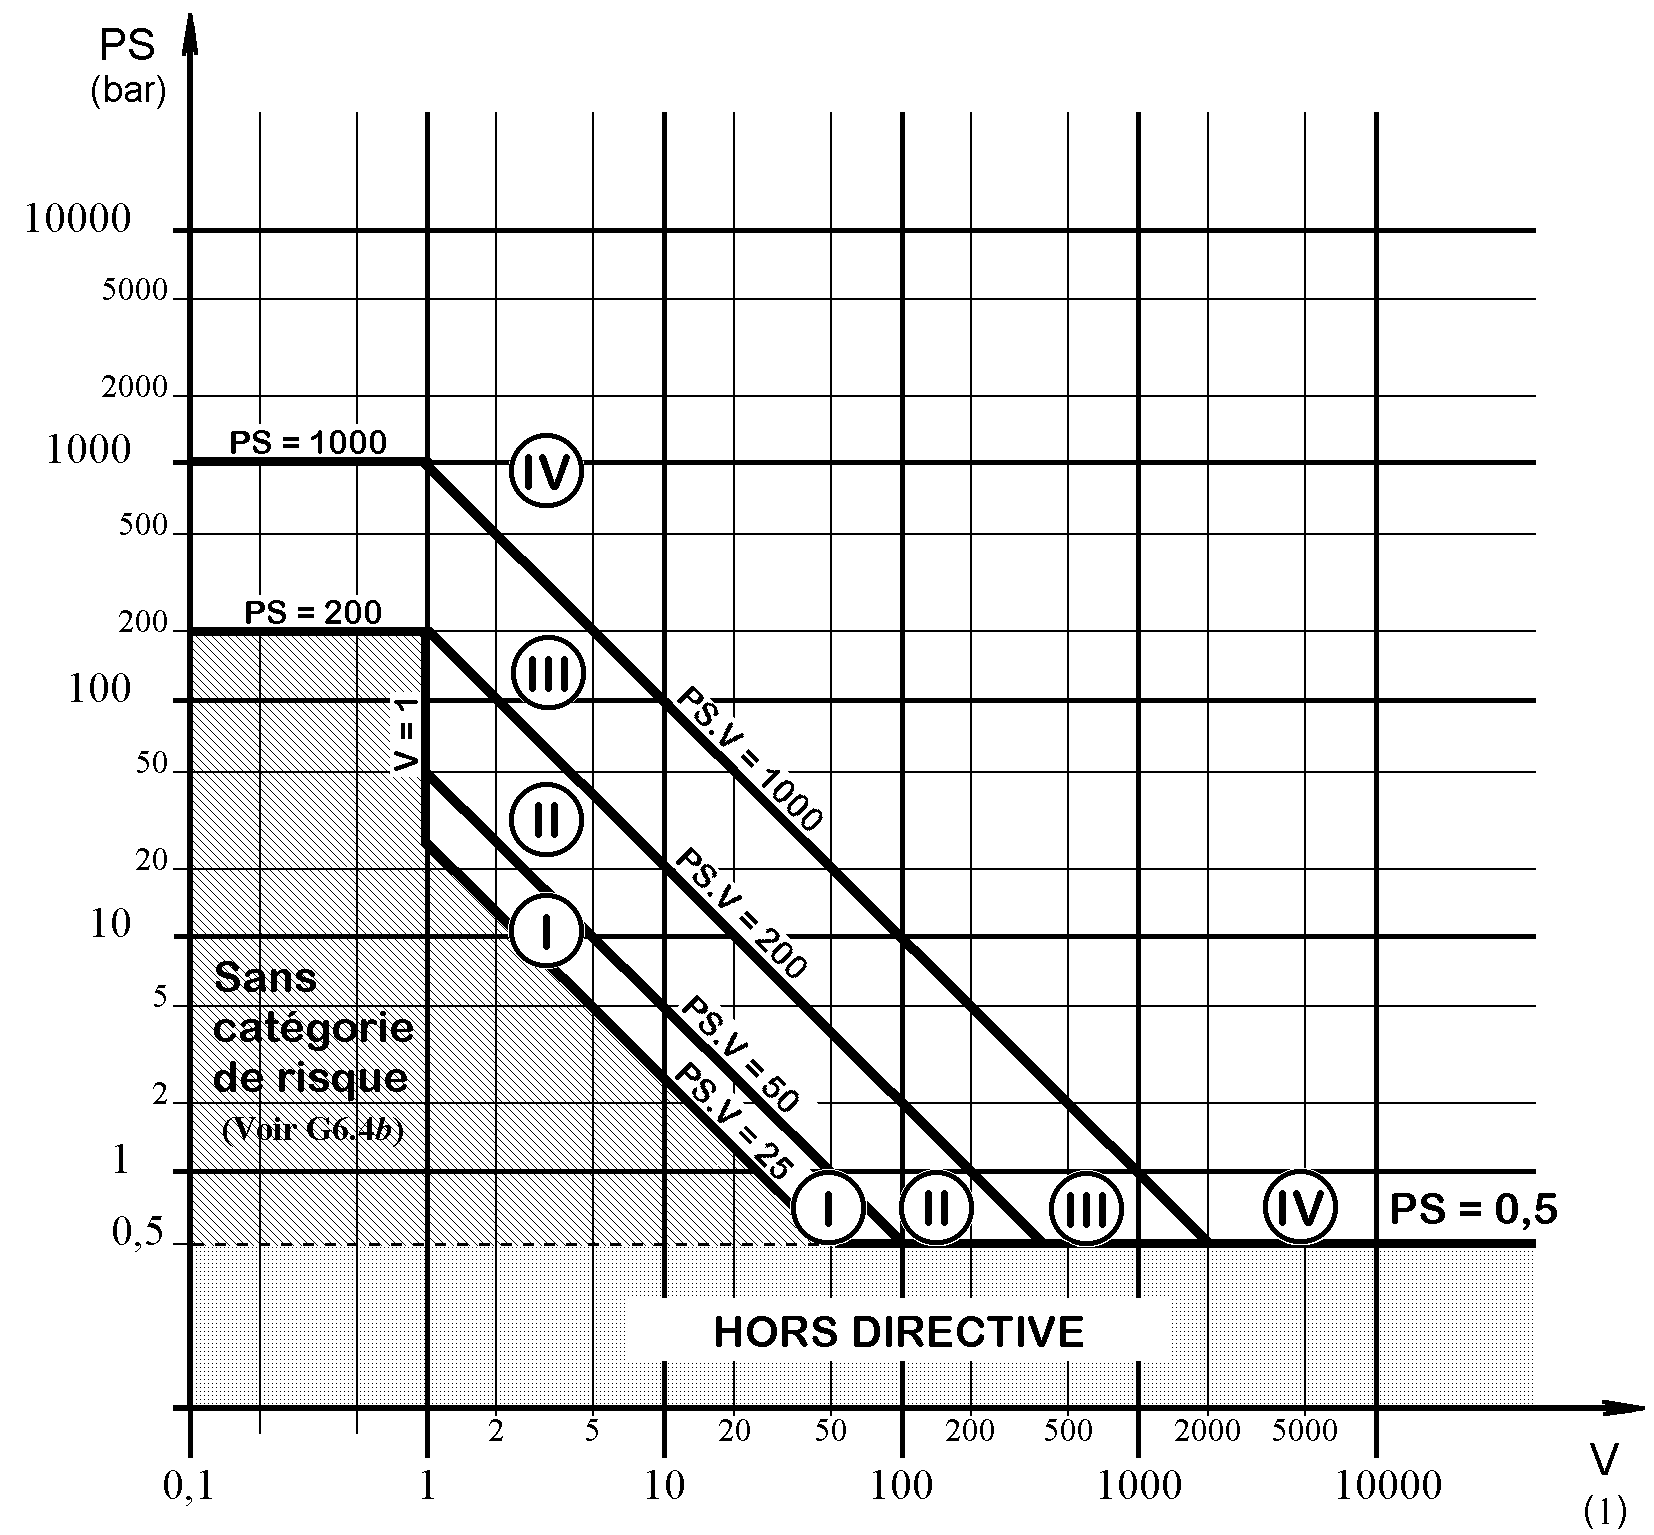 PS
(bar)
10000
5000
2000
1000
PS = 1000
IV
500
200
PS = 200
III
100
V = 1
PS.V = 1000
50
II
20
PS.V = 200
10
I
Sans
catégorie
de risque
(Voir G6.4b)
5
PS.V = 50
2
PS.V = 25
1
0,5
I
II
III
IV
PS = 0,5
HORS DIRECTIVE
2
5
20
50
200
500
2000
5000
0,1
1
10
100
1000
10000
V
(1)